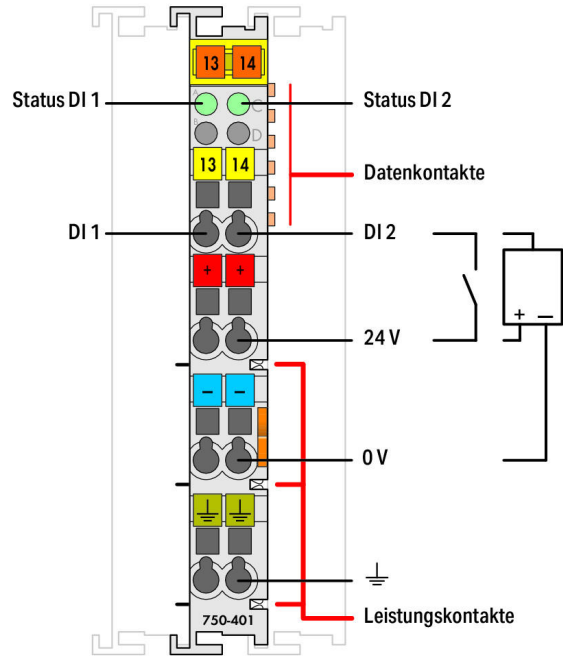 13 14
A C
Status DI 1
Status DI 2
B D
13 14
Datenkontakte
DI 1
DI 2
+ +
+ −
24 V
− −
0 V
750-401
Leistungskontakte